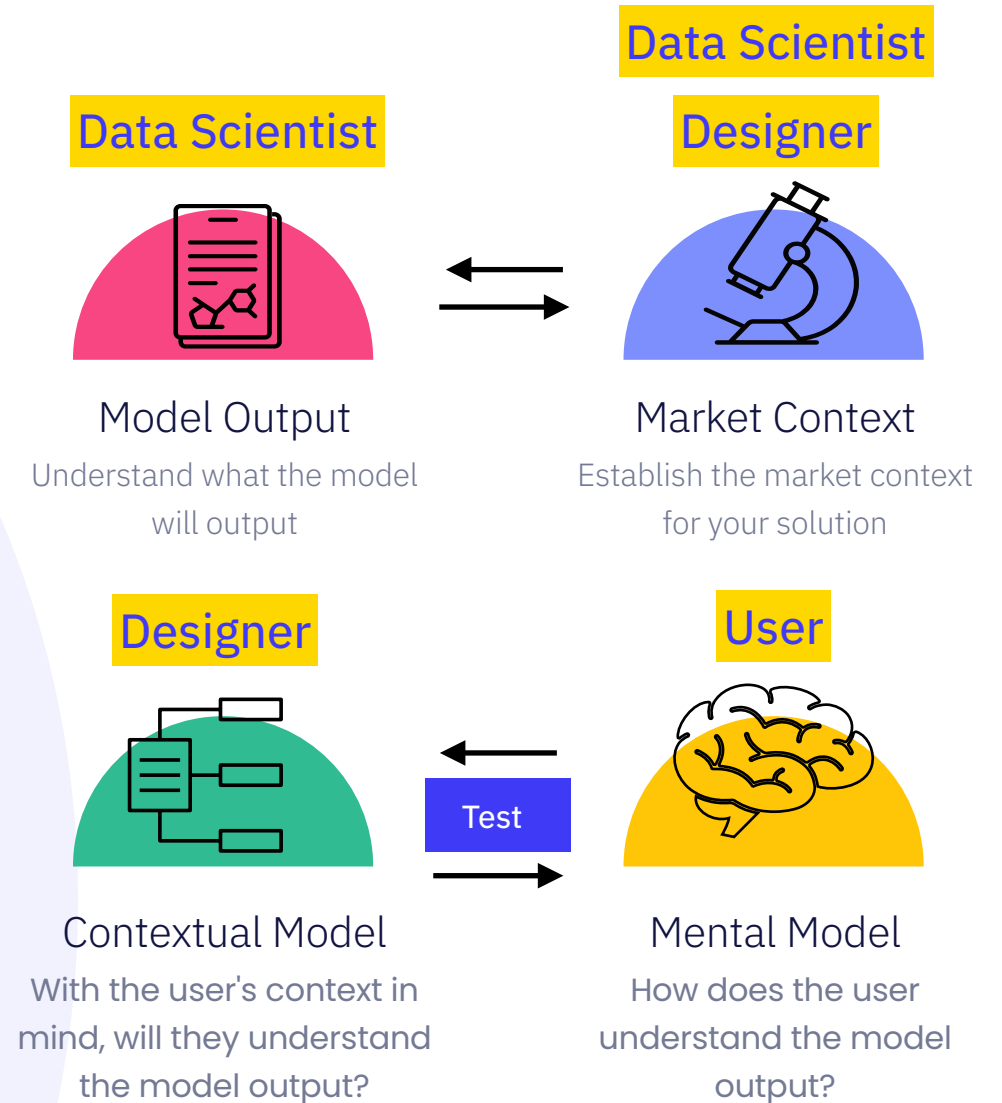 Data Scientist
Designer
Data Scientist
Model Output
Understand what the model
will output
Market Context
Establish the market context
for your solution
Designer
User
Test
Contextual Model
With the user's context in
mind, will they understand
the model output?
Mental Model
How does the user
understand the model
output?